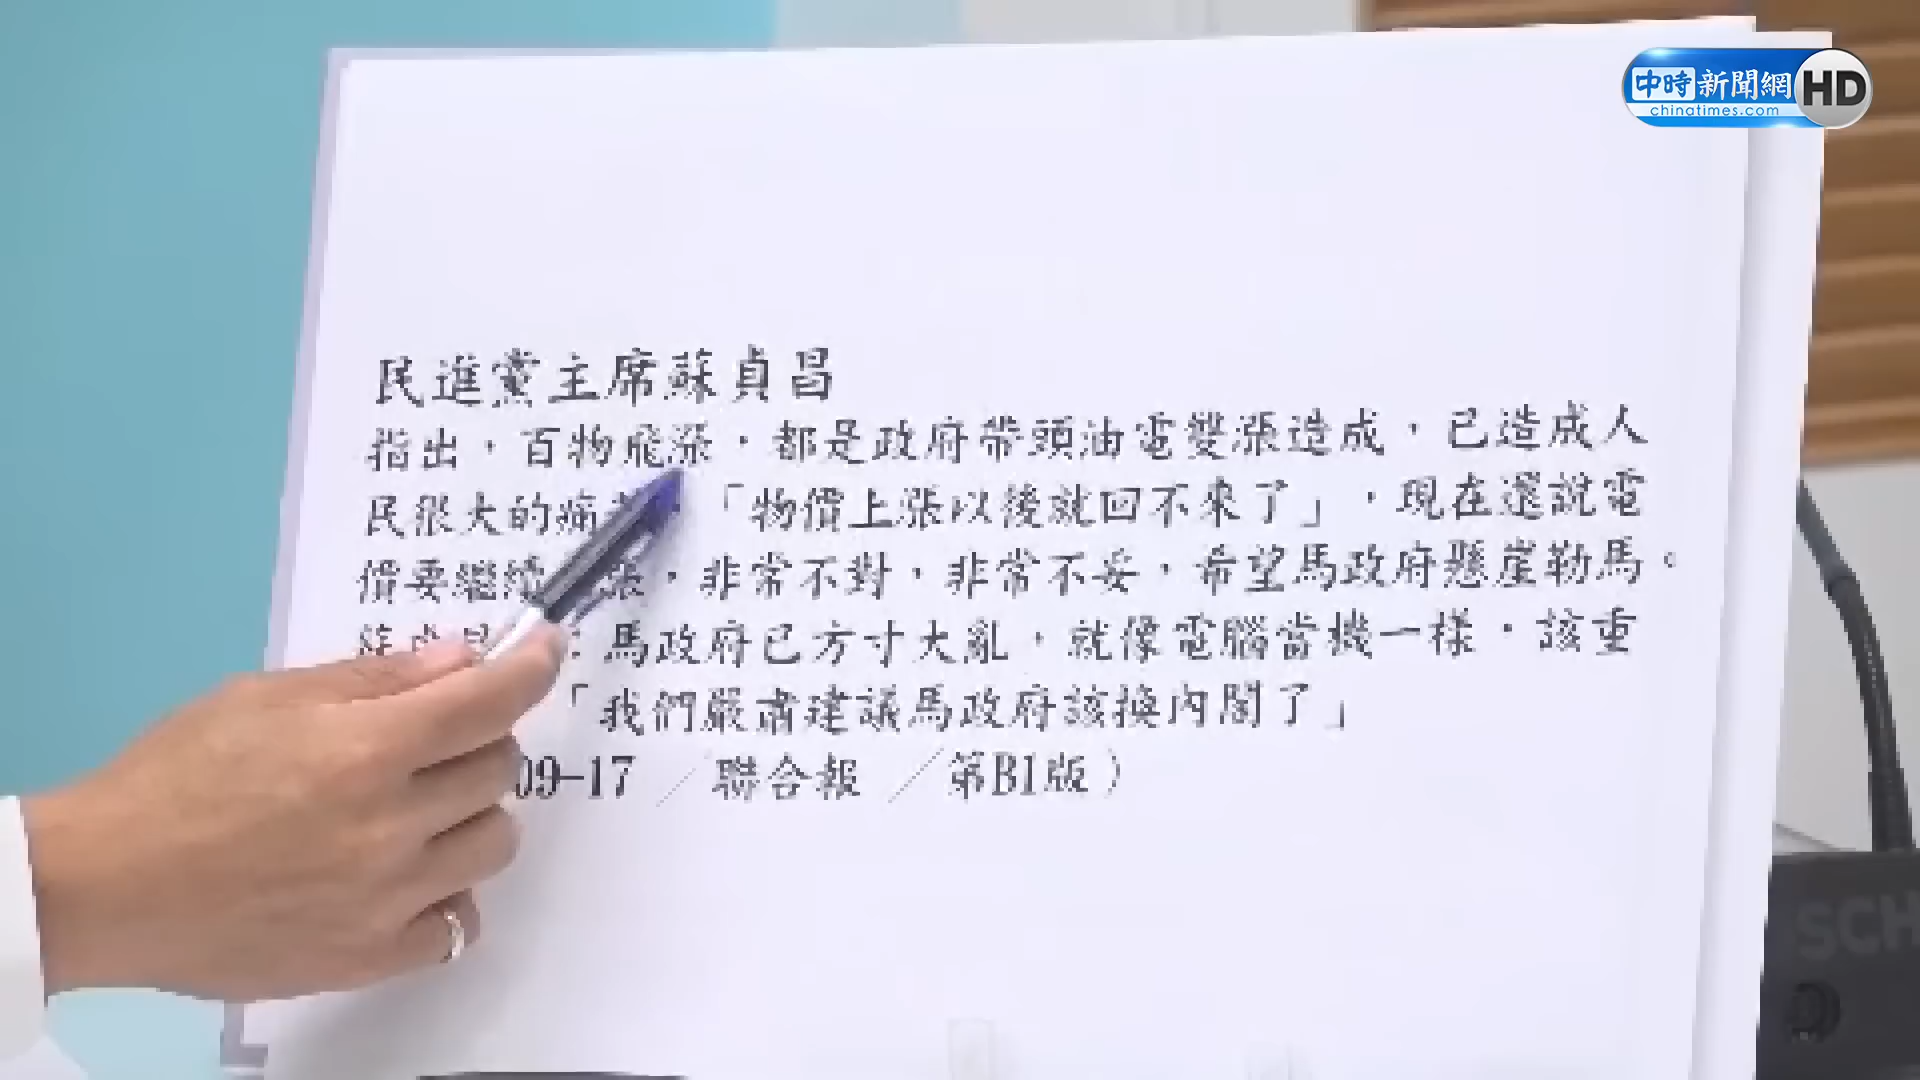 中時新聞網HD
chinatimes.com
民進黨主席蘇貞昌
指出，百物飛漲，都是政府帶頭油電雙漲造成，已造成人
民很大的痛「物價上漲以後就回不來了」，現在還說電
價要繼續漲，非常不對，非常不妥，希望馬政府懸崖勒馬。
：馬政府已方寸大亂，就像電腦當機一樣，該重
「我們嚴肅建議馬政府該換內閣了」
09-17 ／聯合報 ／第B1版）
SCH